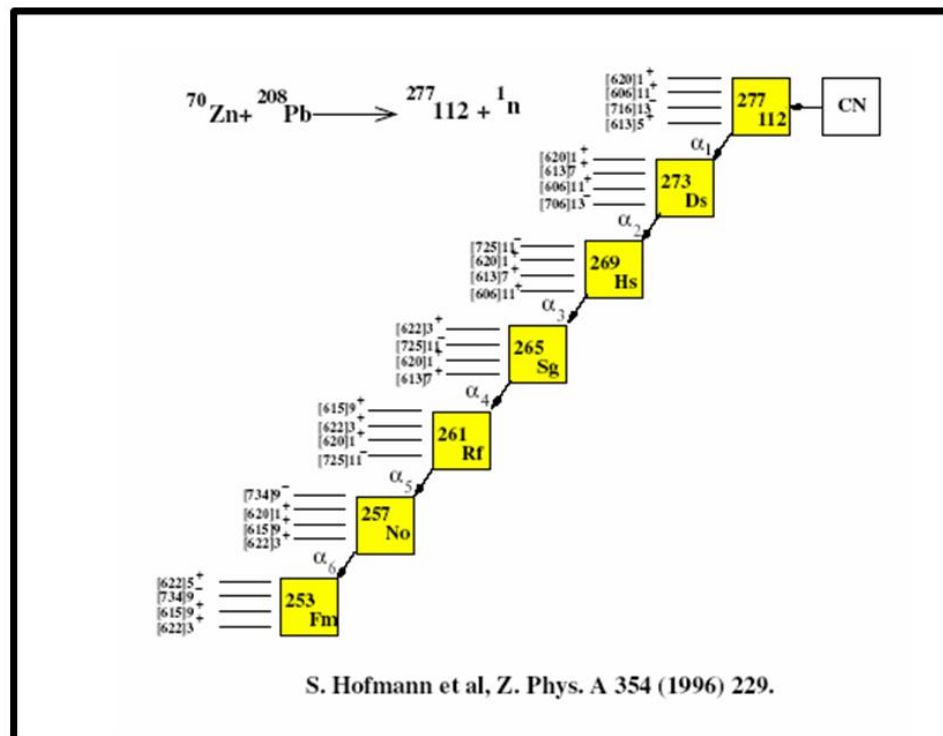 ⁷⁰Zn+ ²⁰⁸Pb ⟶ ²⁷⁷112 + ¹n
CN
[620]1⁺
[606]11⁺
[716]13⁻
[613]5⁺
277
112
α₁
[620]1⁺
[613]7⁺
[606]11⁺
[706]13⁻
273
Ds
α₂
[725]11⁻
[620]1⁺
[613]7⁺
[606]11⁺
269
Hs
α₃
[622]3⁺
[725]11⁻
[620]1⁺
[613]7⁺
265
Sg
α₄
[615]9⁺
[622]3⁺
[620]1⁺
[725]11⁻
261
Rf
α₅
[734]9⁻
[620]1⁺
[615]9⁺
[622]3⁺
257
No
α₆
[622]5⁺
[734]9⁻
[615]9⁺
[622]3⁺
253
Fm
S. Hofmann et al, Z. Phys. A 354 (1996) 229.